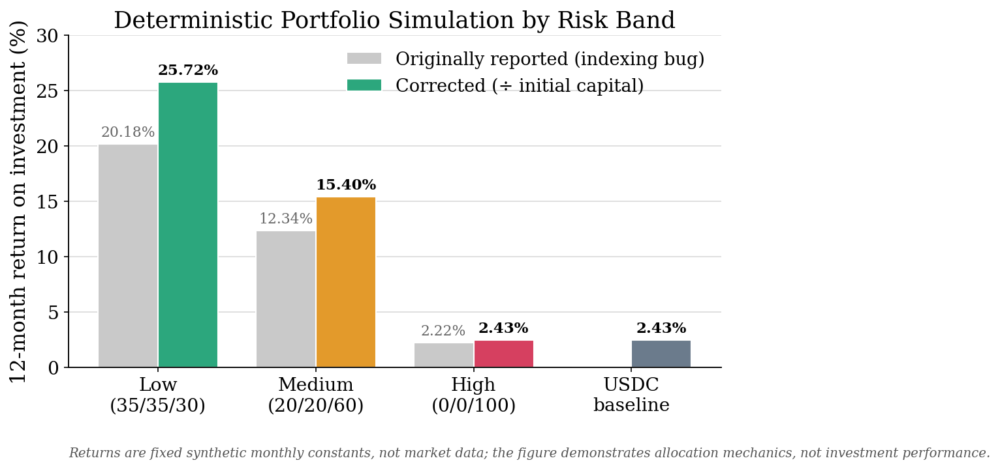 Deterministic Portfolio Simulation by Risk Band
12-month return on investment (%)
30
25
20
15
10
5
0
Originally reported (indexing bug)
Corrected (÷ initial capital)
20.18%
25.72%
12.34%
15.40%
2.22%
2.43%
2.43%
Low
(35/35/30)
Medium
(20/20/60)
High
(0/0/100)
USDC
baseline
Returns are fixed synthetic monthly constants, not market data; the figure demonstrates allocation mechanics, not investment performance.